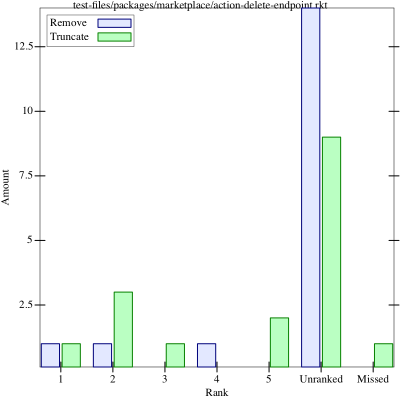 test-files/packages/marketplace/action-delete-endpoint.rkt
Remove
Truncate
12.5
10
7.5
5
2.5
Amount
1 2 3 4 5 Unranked Missed
Rank